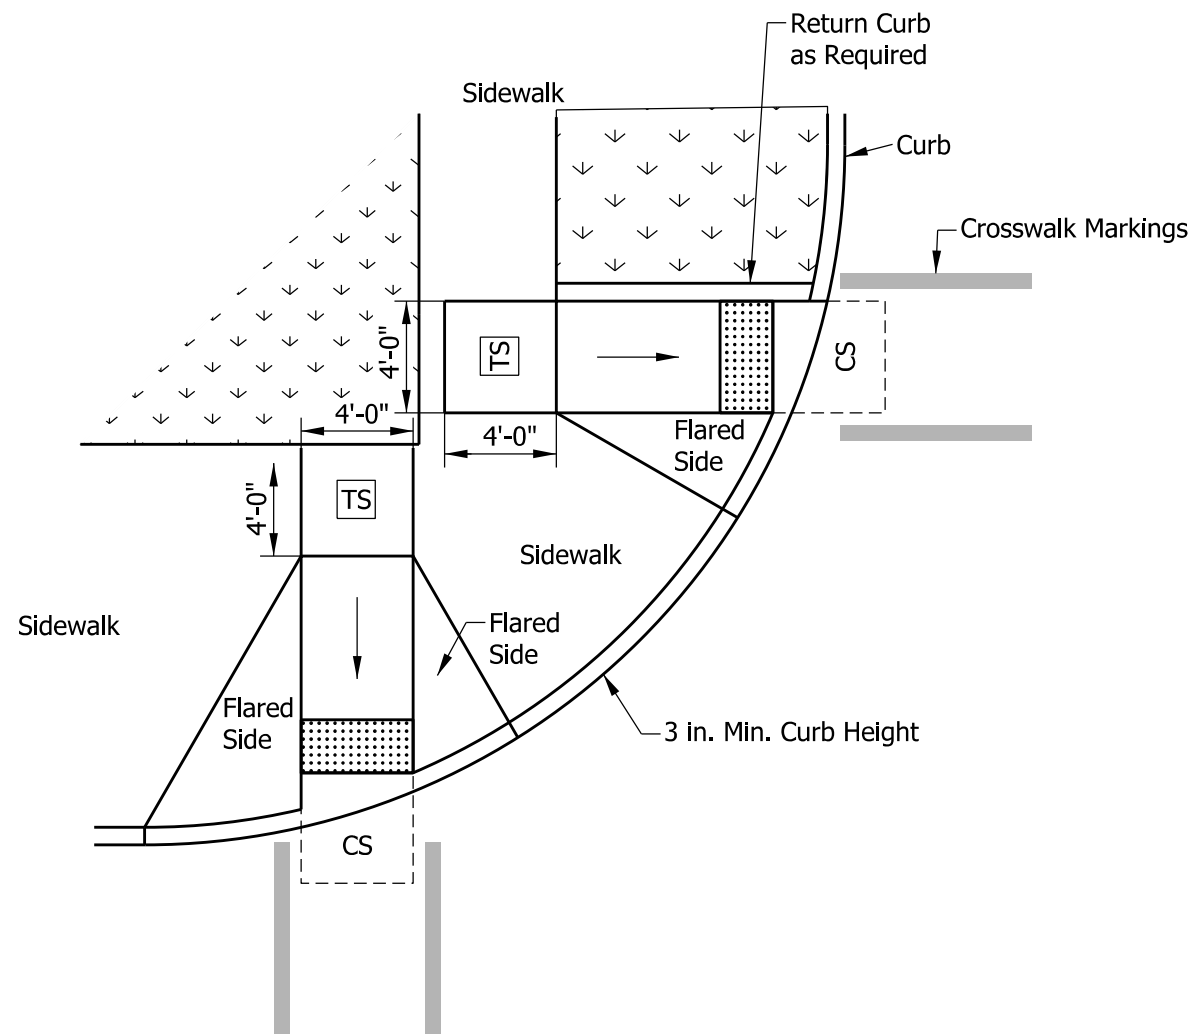 Return Curb
as Required
Sidewalk
Curb
Crosswalk Markings
4'-0"
TS
CS
4'-0"
4'-0"
Flared
Side
4'-0"
TS
Sidewalk
Sidewalk
Flared
Side
Flared
Side
3 in. Min. Curb Height
CS